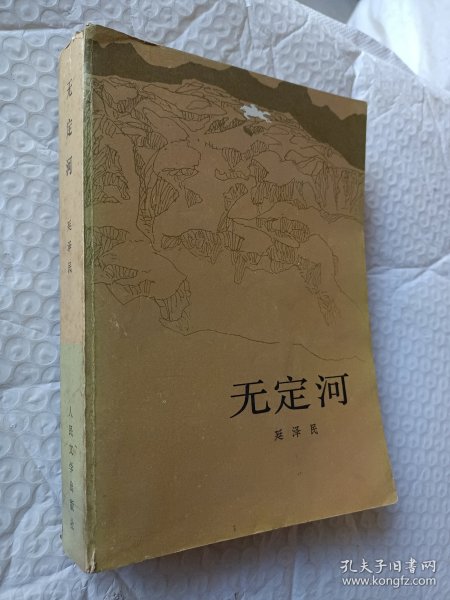 无定河
延泽民
人民文学出版社
无定河
延泽民
孔夫子旧书网
www.kongfz.com